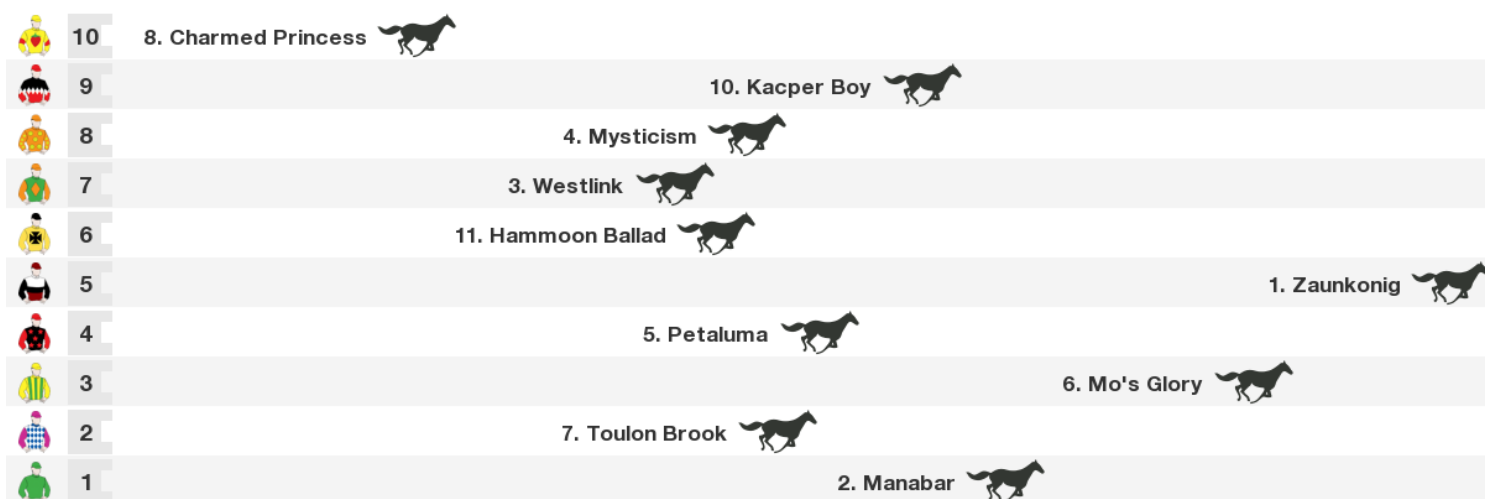 10 8. Charmed Princess
9 10. Kacper Boy
8 4. Mysticism
7 3. Westlink
6 11. Hammoon Ballad
5 1. Zaunkonig
4 5. Petaluma
3 6. Mo's Glory
2 7. Toulon Brook
1 2. Manabar